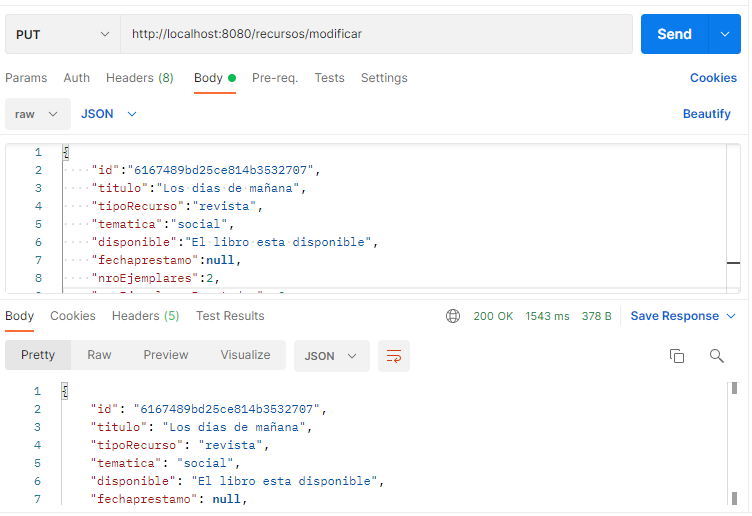 PUT http://localhost:8080/recursos/modificar Send
Params Auth Headers (8) Body Pre-req. Tests Settings Cookies
raw JSON Beautify
1 {
2 "id":"6167489bd25ce814b3532707",
3 "titulo":"Los dias de mañana",
4 "tipoRecurso":"revista",
5 "tematica":"social",
6 "disponible":"El libro esta disponible",
7 "fechaprestamo":null,
8 "nroEjemplares":2,
Body Cookies Headers (5) Test Results 200 OK 1543 ms 378 B Save Response
Pretty Raw Preview Visualize JSON
1 {
2 "id": "6167489bd25ce814b3532707",
3 "titulo": "Los dias de mañana",
4 "tipoRecurso": "revista",
5 "tematica": "social",
6 "disponible": "El libro esta disponible",
7 "fechaprestamo": null,